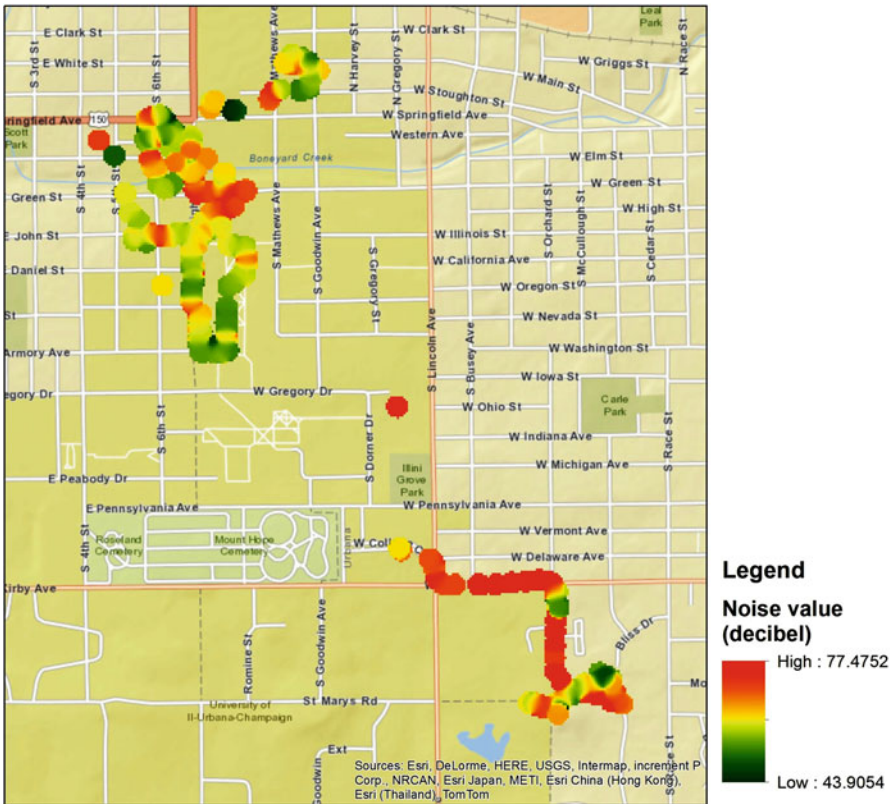 Leal
Park
E Clark St
W Clark St
S 3rd St
E White St
S 6th St
Mathews Ave
N Harvey St
N Gregory St
W Griggs St
N Race St
W Main St
W Stoughton St
ringfield Ave
150
W Springfield Ave
Scott
Park
Western Ave
Boneyard Creek
W Elm St
S 4th St
W Green St
Green St
S Mathews Ave
S Goodwin Ave
S Orchard St
S McCullough St
W High St
S Cedar St
E John St
W Illinois St
S Gregory St
W California Ave
E Daniel St
W Oregon St
St
W Nevada St
S Lincoln Ave
S Busey Ave
Armory Ave
W Washington St
W Iowa St
egory Dr
W Gregory Dr
Carle
Park
W Ohio St
S 6th St
S Dorner Dr
W Indiana Ave
S Race St
E Peabody Dr
Illini
Grove
Park
W Michigan Ave
E Pennsylvania Ave
W Pennsylvania Ave
S 4th St
Roseland
Cemetery
Mount Hope
Cemetery
Urbana
W Vermont Ave
W Delaware Ave
Kirby Ave
Romine St
S Goodwin Ave
Bliss Dr
St Marys Rd
University of
Il-Urbana-Champaign
Mo
Ext
Goodwin
S Race St
Sources: Esri, DeLorme, HERE, USGS, Intermap, increment P
Corp., NRCAN, Esri Japan, METI, Esri China (Hong Kong),
Esri (Thailand), TomTom
Legend
Noise value
(decibel)
High : 77.4752
Low : 43.9054